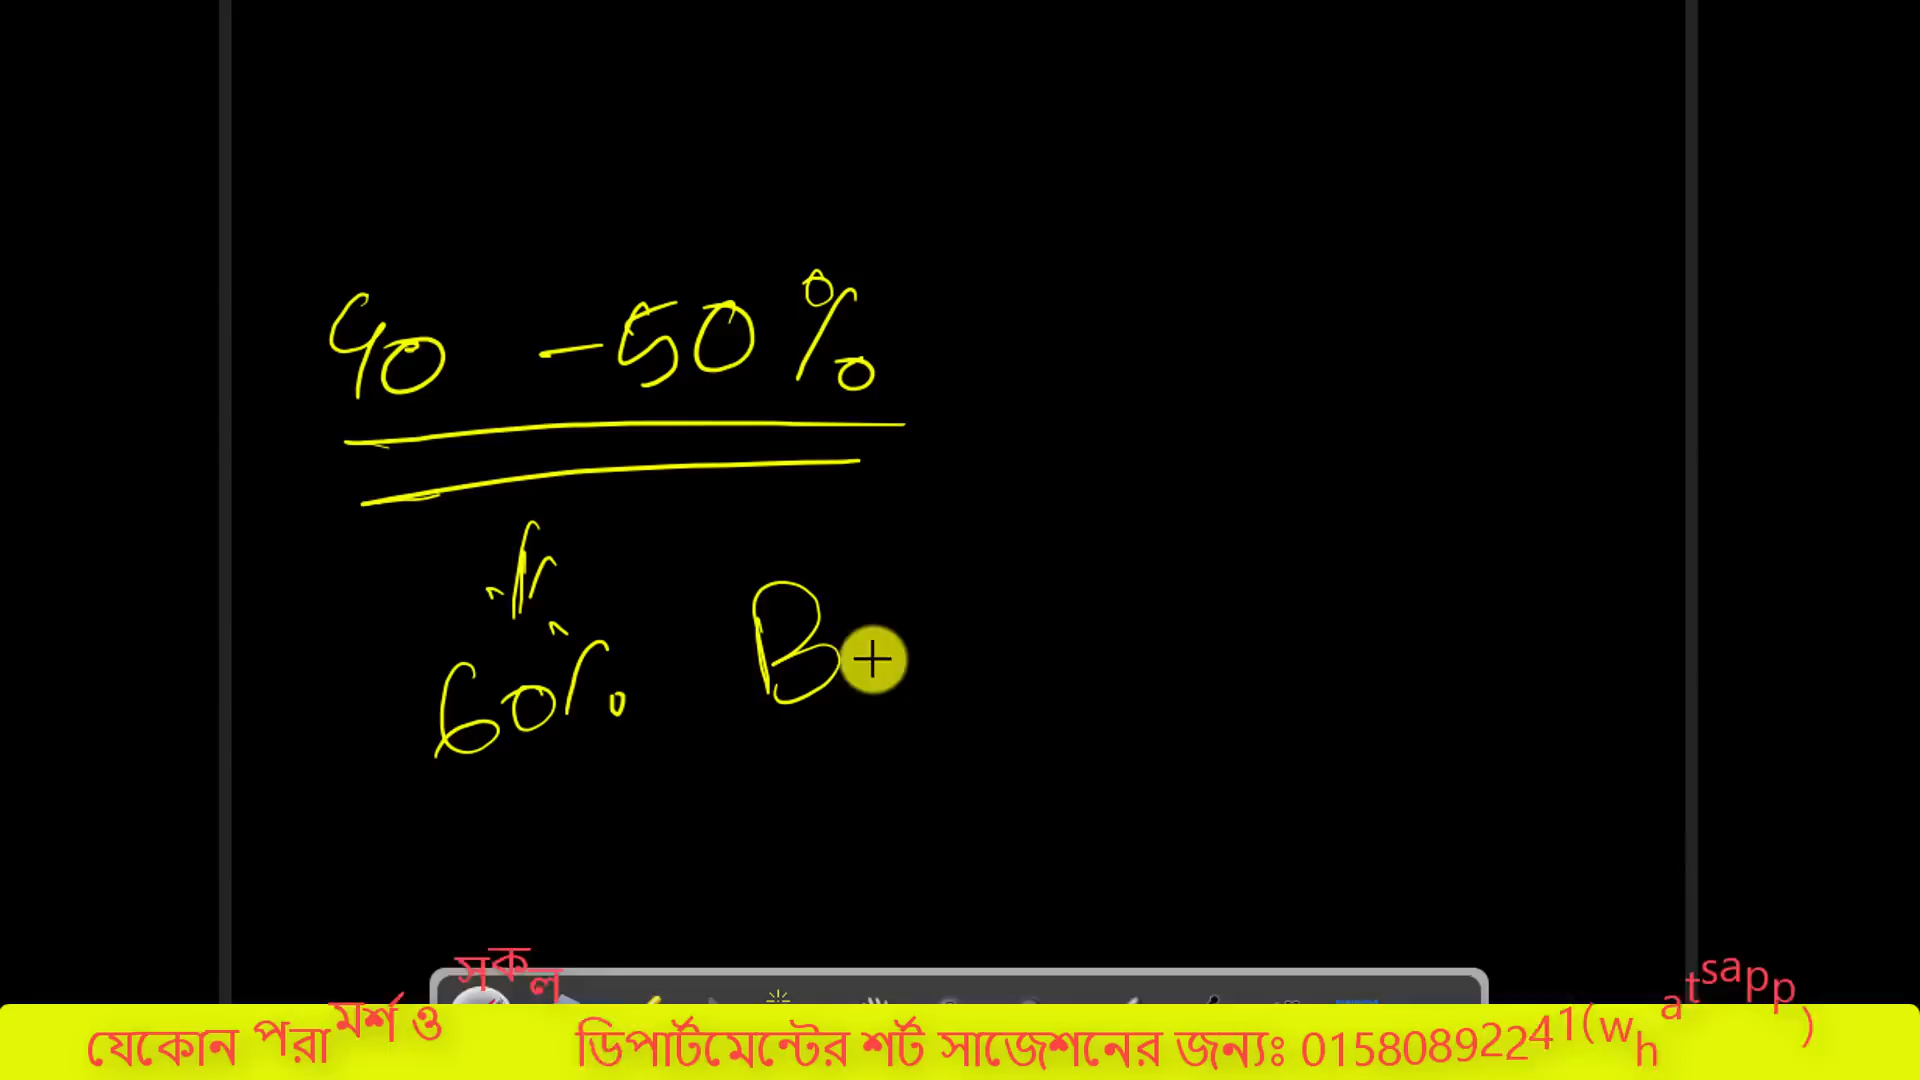 40 - 50%
60% B
যেকোন পরামর্শ ও সকল ডিপার্টমেন্টের শর্ট সাজেশনের জন্যঃ 01580892241(whatsapp)